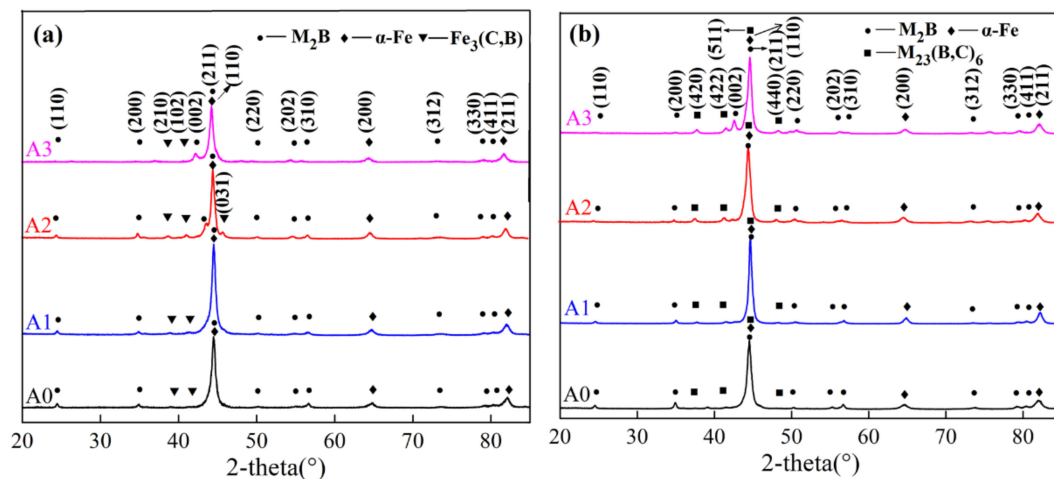 (a)
M₂B
α-Fe
Fe₃(C,B)
(110)
(200)
(210)
(102)
(002)
(211)
(110)
(220)
(202)
(310)
(200)
(312)
(330)
(411)
(211)
A3
A2
(031)
A1
A0
20 30 40 50 60 70 80
2-theta(°)
(b)
M₂B
α-Fe
M₂₃(B,C)₆
(110)
(200)
(420)
(422)
(511)
(002)
(211)
(110)
(440)
(220)
(202)
(310)
(200)
(312)
(330)
(411)
(211)
A3
A2
A1
A0
20 30 40 50 60 70 80
2-theta(°)